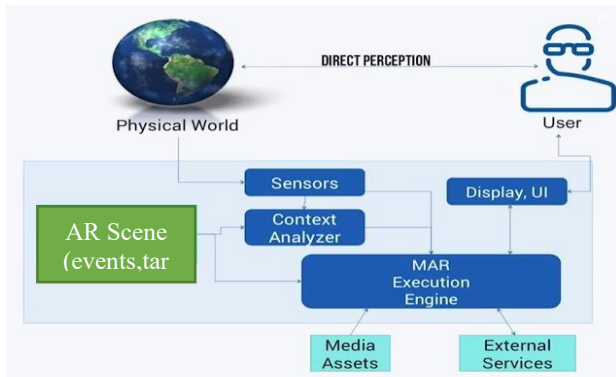 DIRECT PERCEPTION
Physical World
User
Sensors
Display, UI
AR Scene
(events,tar
Context
Analyzer
MAR
Execution
Engine
Media
Assets
External
Services